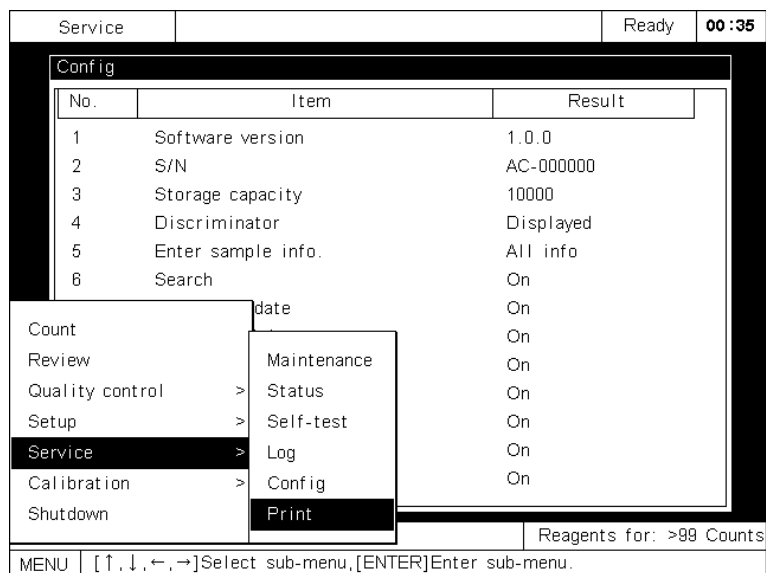 Service Ready 00:35
Config
No. Item Result
1 Software version 1.0.0
2 S/N AC-000000
3 Storage capacity 10000
4 Discriminator Displayed
5 Enter sample info. All info
6 Search On
date On
On
On
On
On
On
On
Count
Review
Quality control >
Setup >
Service >
Calibration >
Shutdown
Maintenance
Status
Self-test
Log
Config
Print
Reagents for: >99 Counts
MENU [↑,↓,←,→]Select sub-menu,[ENTER]Enter sub-menu.